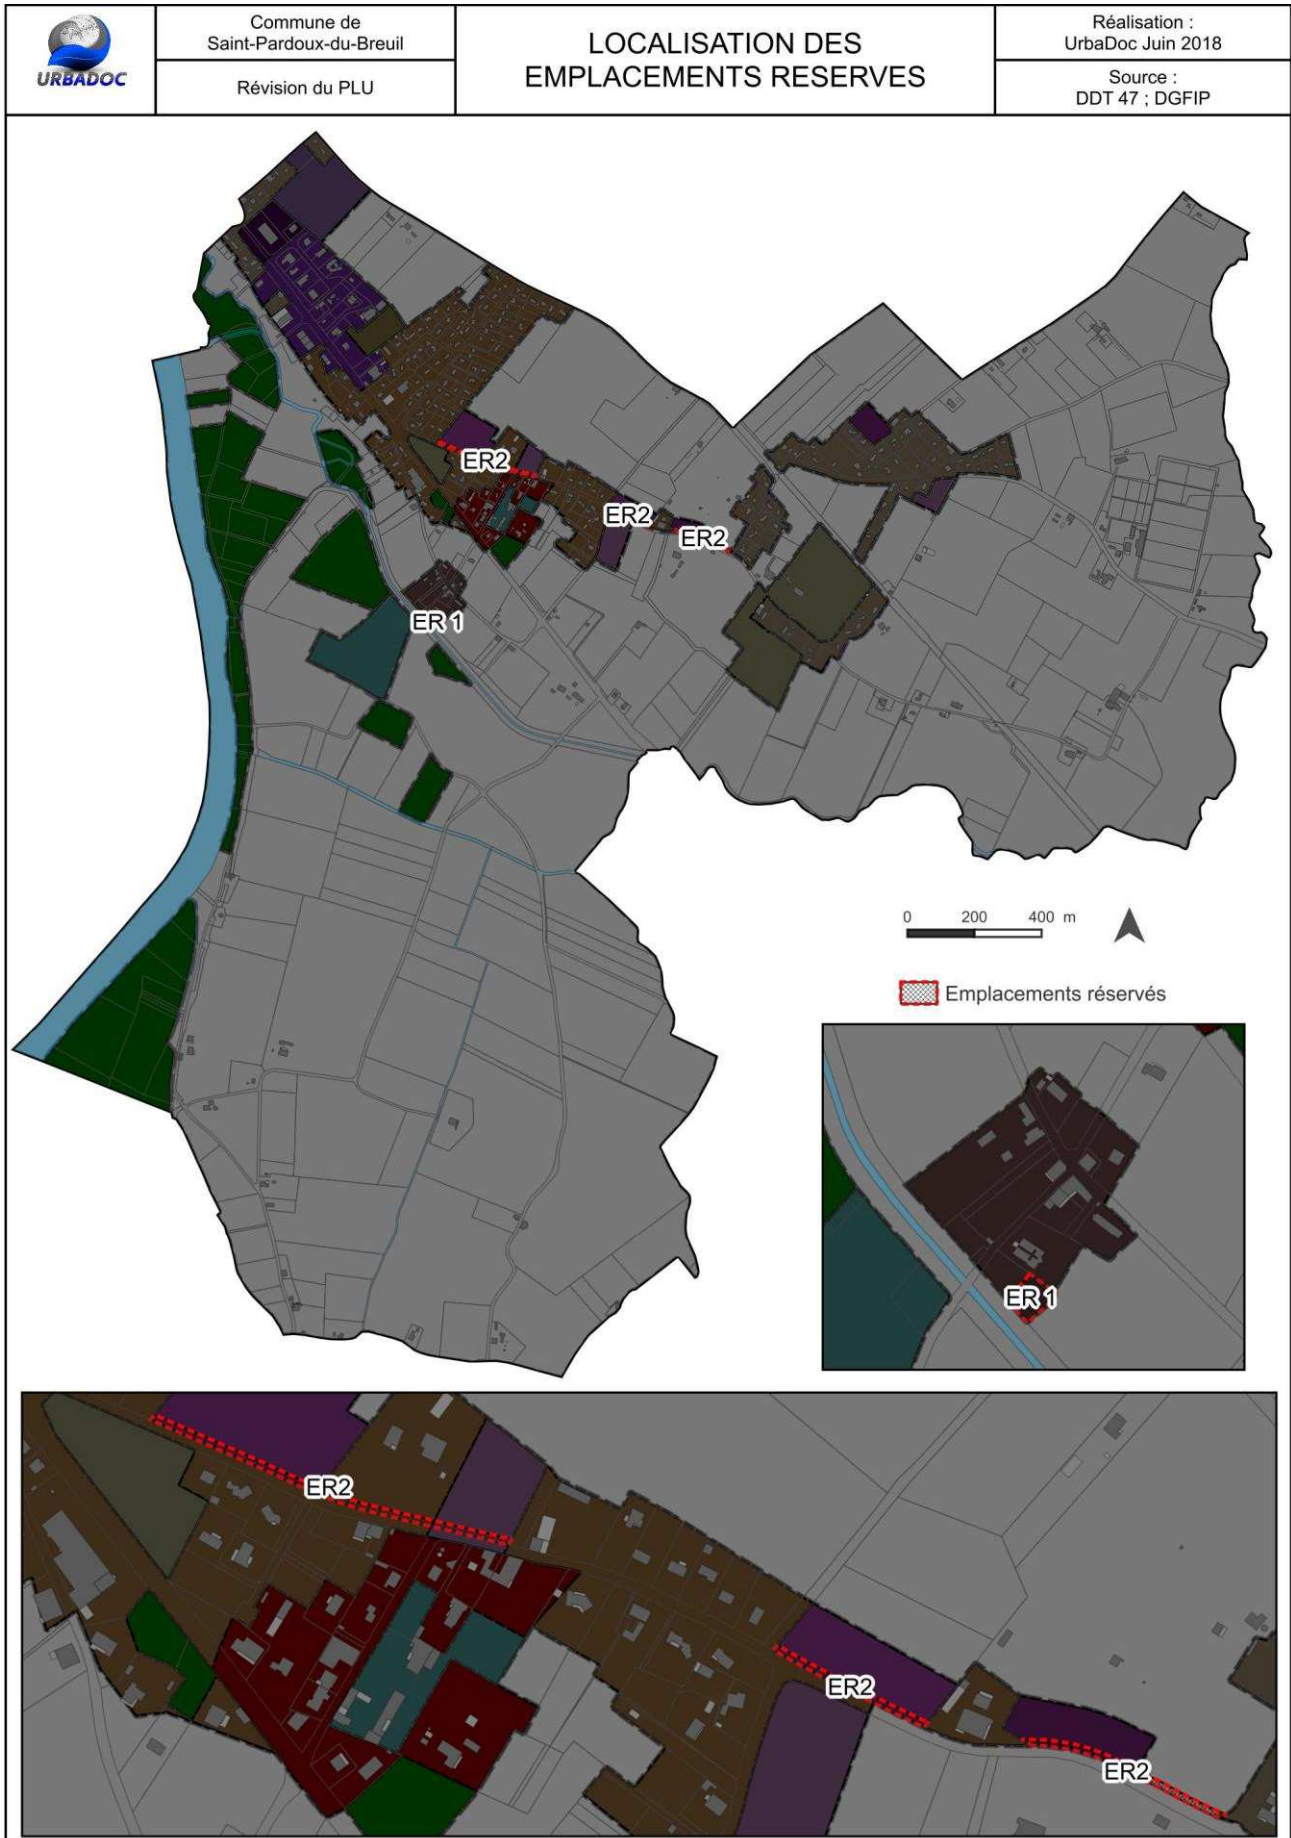 URBADOC
Commune de
Saint-Pardoux-du-Breuil
Révision du PLU
LOCALISATION DES
EMPLACEMENTS RESERVES
Réalisation :
UrbaDoc Juin 2018
Source :
DDT 47 ; DGFIP
ER2
ER2
ER2
ER 1
0 200 400 m
Emplacements réservés
ER 1
ER2
ER2
ER2